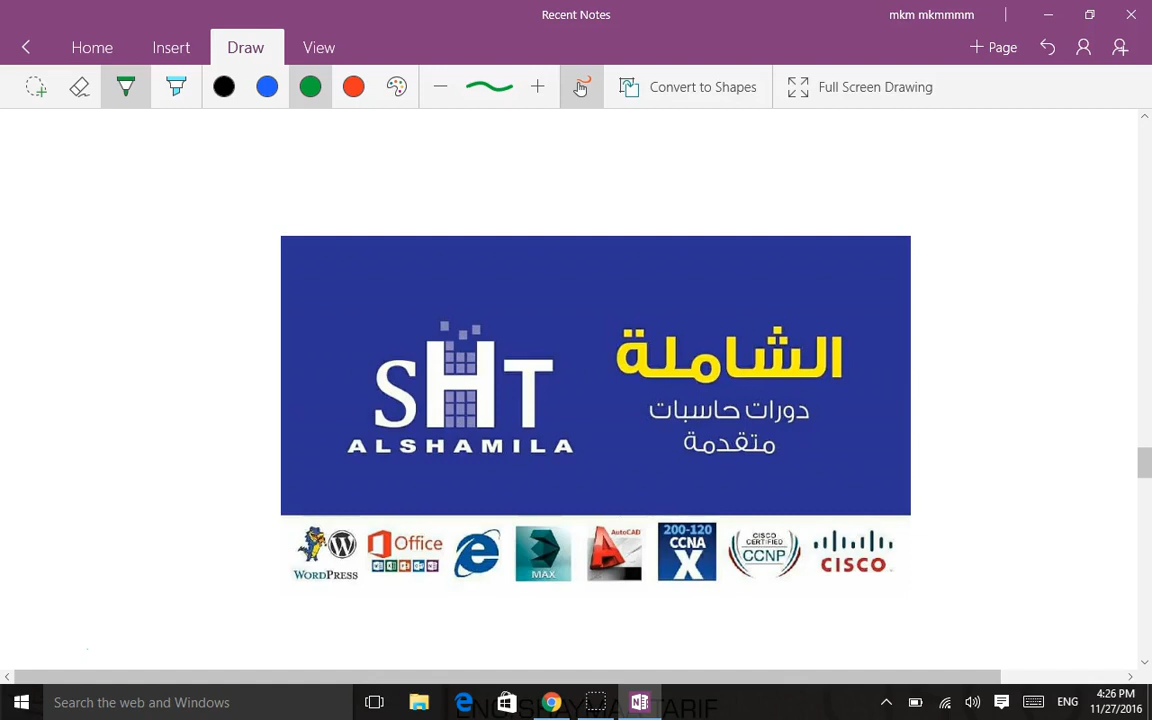 Recent Notes
mkm mkmmmm
Home
Insert
Draw
View
Page
Convert to Shapes
Full Screen Drawing
SHT
ALSHAMILA
الشاملة
دورات حاسبات
متقدمة
WORDPRESS
Office
MAX
AutoCAD
200-120
CCNA
X
CISCO
CERTIFIED
CCNP
CISCO
Search the web and Windows
ENG
4:26 PM
11/27/2016